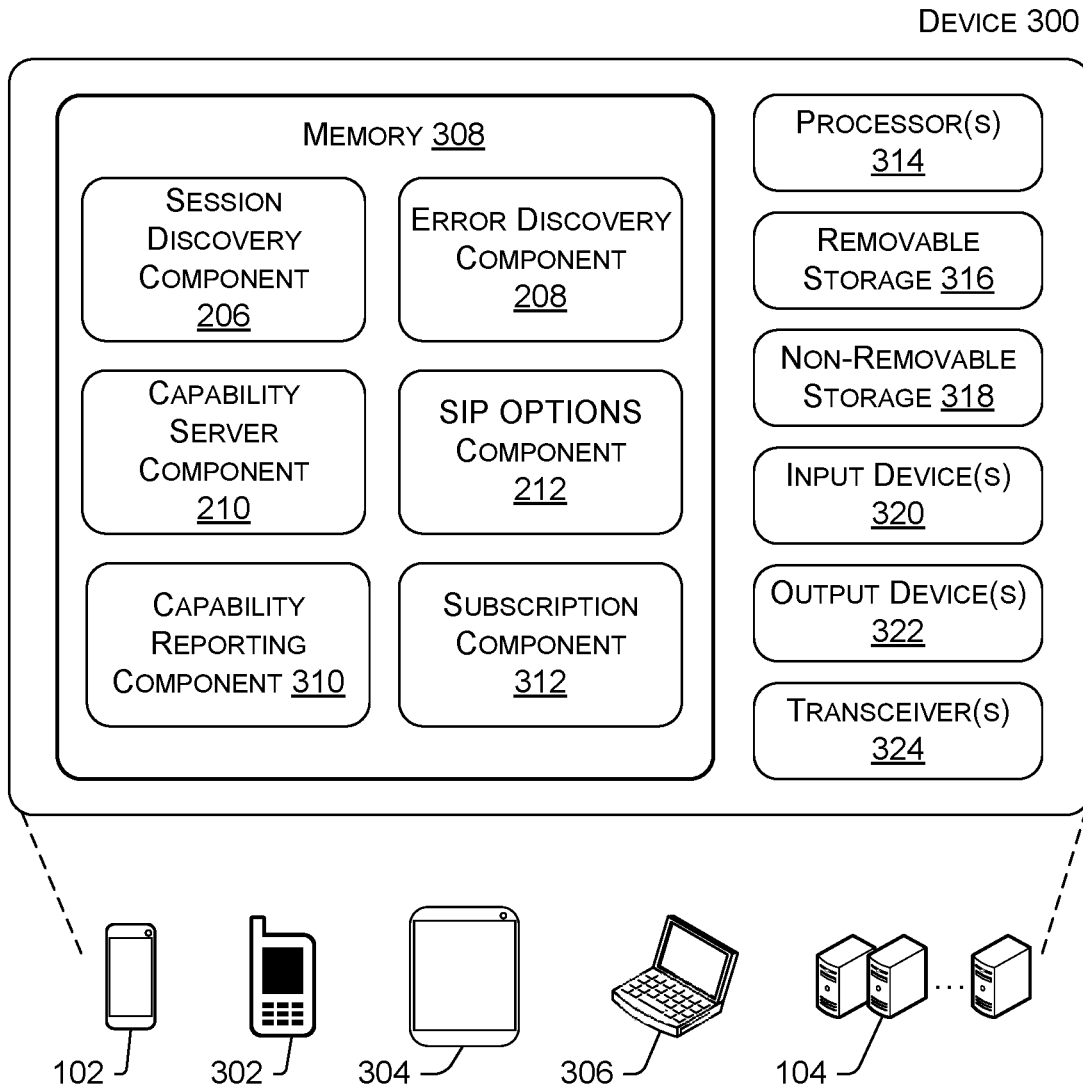 DEVICE 300
MEMORY 308
SESSION
DISCOVERY
COMPONENT
206
ERROR DISCOVERY
COMPONENT
208
CAPABILITY
SERVER
COMPONENT
210
SIP OPTIONS
COMPONENT
212
CAPABILITY
REPORTING
COMPONENT 310
SUBSCRIPTION
COMPONENT
312
PROCESSOR(S)
314
REMOVABLE
STORAGE 316
NON-REMOVABLE
STORAGE 318
INPUT DEVICE(S)
320
OUTPUT DEVICE(S)
322
TRANSCEIVER(S)
324
102 302 304 306 104